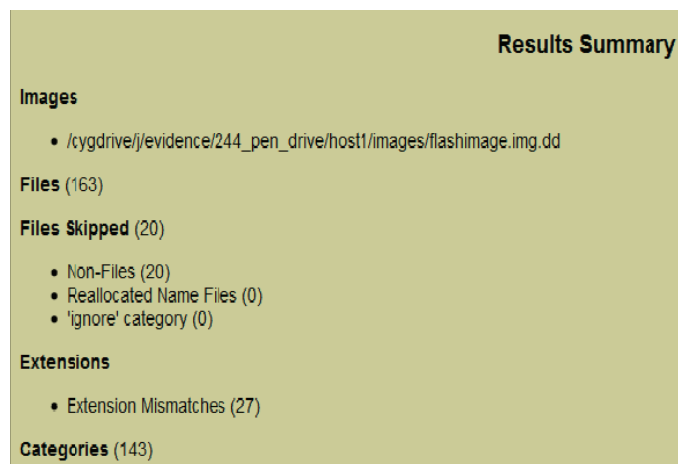 Results Summary
Images
• /cygdrive/j/evidence/244_pen_drive/host1/images/flashimage.img.dd
Files (163)
Files Skipped (20)
• Non-Files (20)
• Reallocated Name Files (0)
• 'ignore' category (0)
Extensions
• Extension Mismatches (27)
Categories (143)